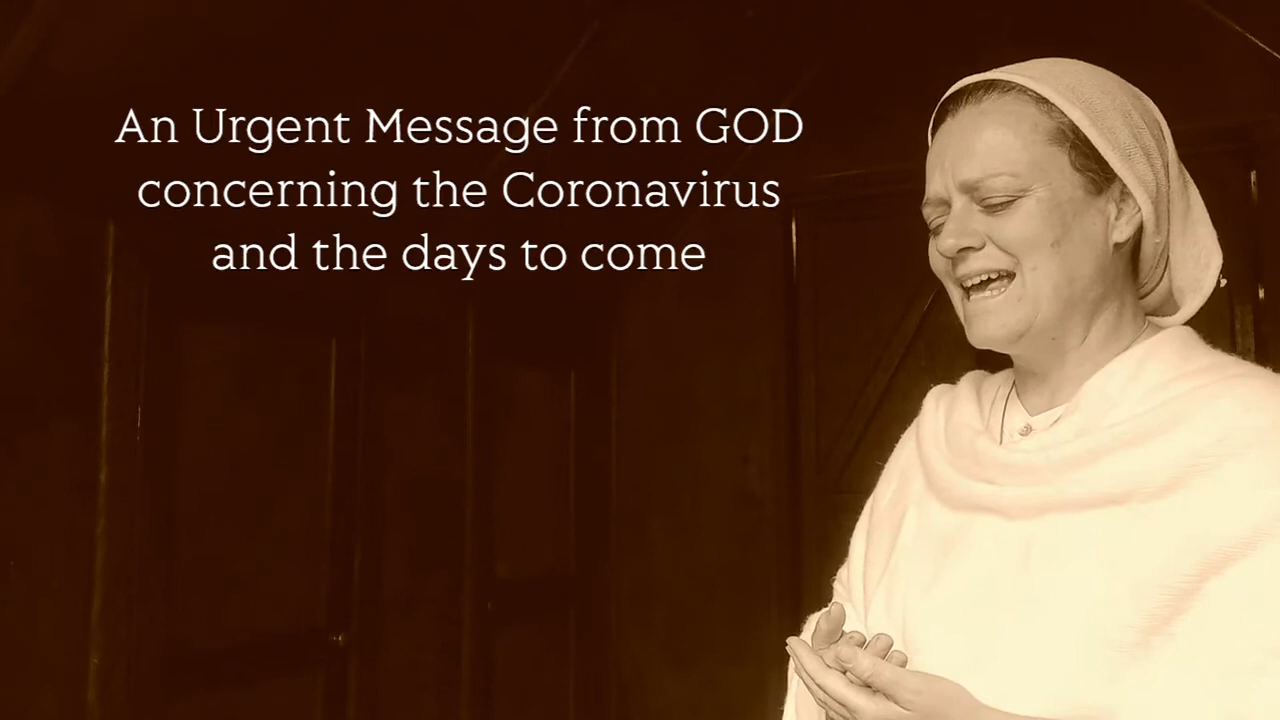 An Urgent Message from GOD
concerning the Coronavirus
and the days to come